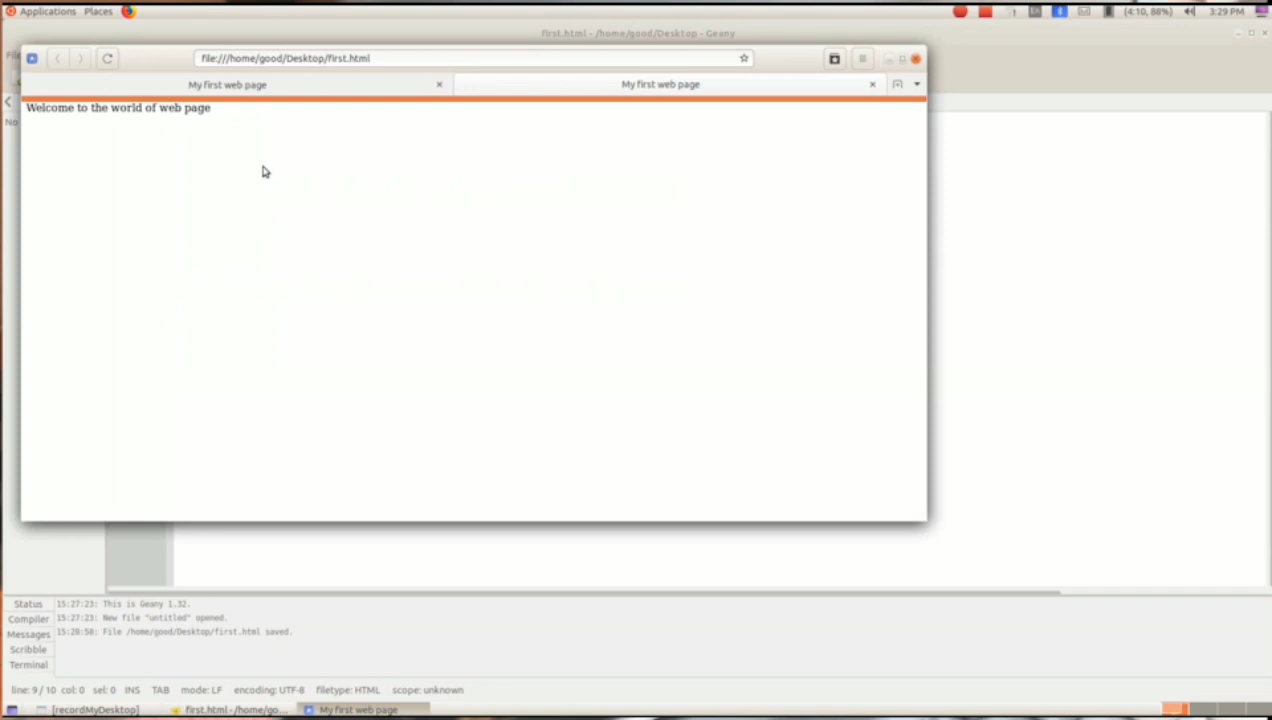 Applications Places
(4:10, 88%)
3:29 PM
first.html - /home/good/Desktop - Geany
file:///home/good/Desktop/first.html
My first web page
My first web page
Welcome to the world of web page
No
Status
Compiler
Messages
Scribble
Terminal
15:27:23: This is Geany 1.32.
15:27:23: New file "untitled" opened.
15:28:58: File /home/good/Desktop/first.html saved.
line: 9 / 10 col: 0 sel: 0 INS TAB mode: LF encoding: UTF-8 filetype: HTML scope: unknown
[recordMyDesktop]
first.html - /home/go...
My first web page